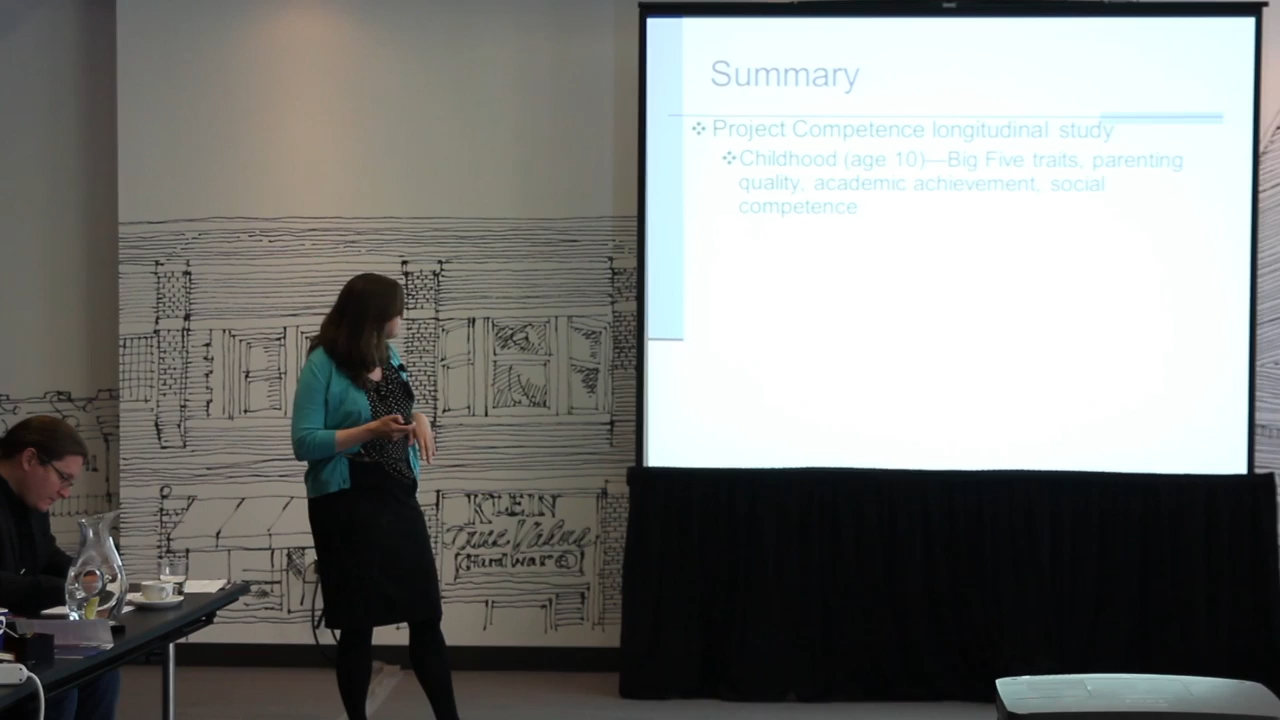 Summary
Project Competence longitudinal study
Childhood (age 10)—Big Five traits, parenting
quality, academic achievement, social
competence
KLEIN
True Value
Hardware